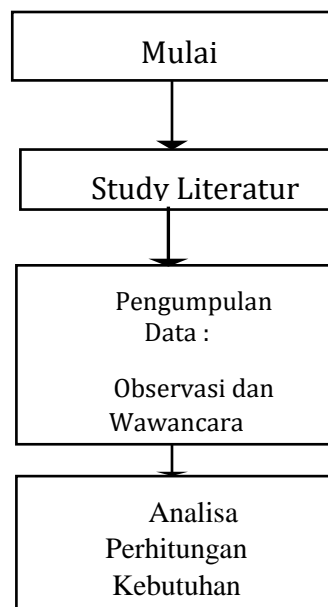 Mulai
Study Literatur
Pengumpulan
Data :
Observasi dan
Wawancara
Analisa
Perhitungan
Kebutuhan